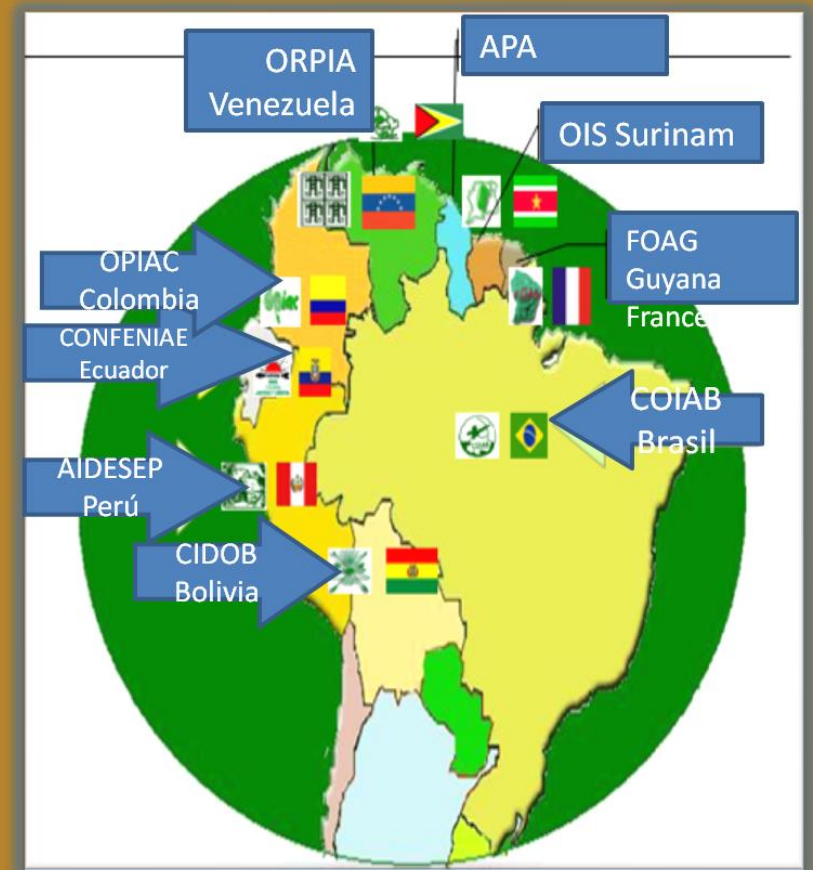 ORPIA
Venezuela
APA
OIS Surinam
OPIAC
Colombia
FOAG
Guyana
France
CONFENIAE
Ecuador
COIAB
Brasil
AIDESEP
Perú
CIDOB
Bolivia